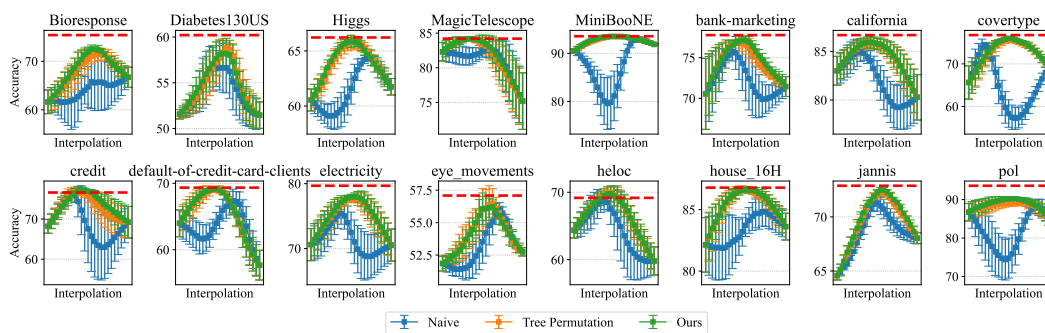 Bioresponse Diabetes130US Higgs MagicTelescope MiniBooNE bank-marketing california covertype
Accuracy
70
60
Interpolation
60
55
50
Interpolation
65
60
Interpolation
85
80
75
Interpolation
90
80
Interpolation
75
70
Interpolation
85
80
Interpolation
70
60
Interpolation
credit default-of-credit-card-clients electricity eye_movements heloc house_16H jannis pol
Accuracy
70
60
Interpolation
70
60
Interpolation
80
70
Interpolation
57.5
55.0
52.5
Interpolation
70
60
Interpolation
85
80
Interpolation
70
65
Interpolation
90
80
70
Interpolation
Naive Tree Permutation Ours